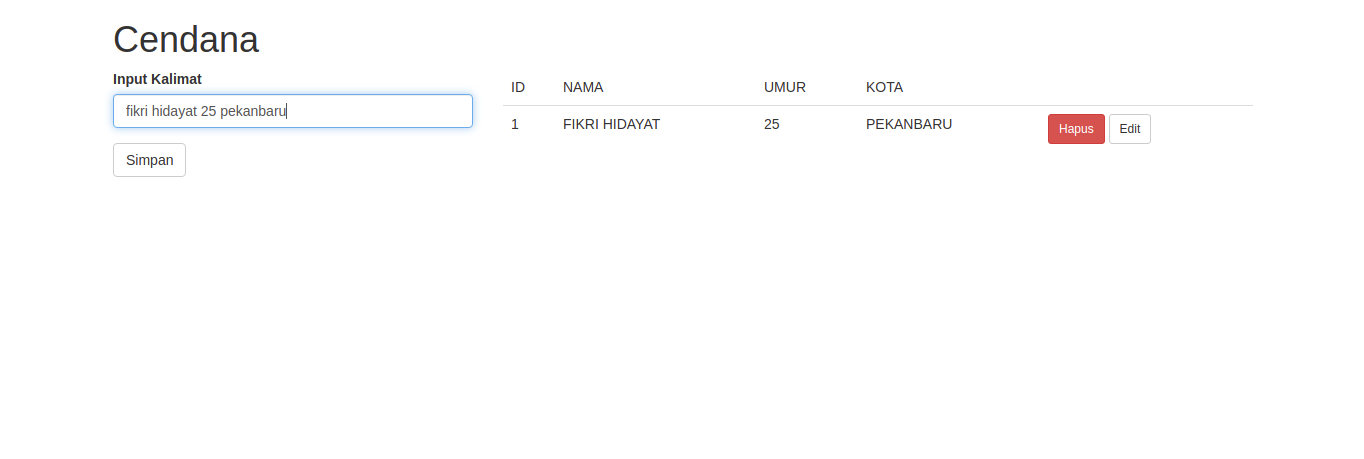 Cendana
Input Kalimat
fikri hidayat 25 pekanbaru
Simpan
ID NAMA UMUR KOTA
1 FIKRI HIDAYAT 25 PEKANBARU Hapus Edit